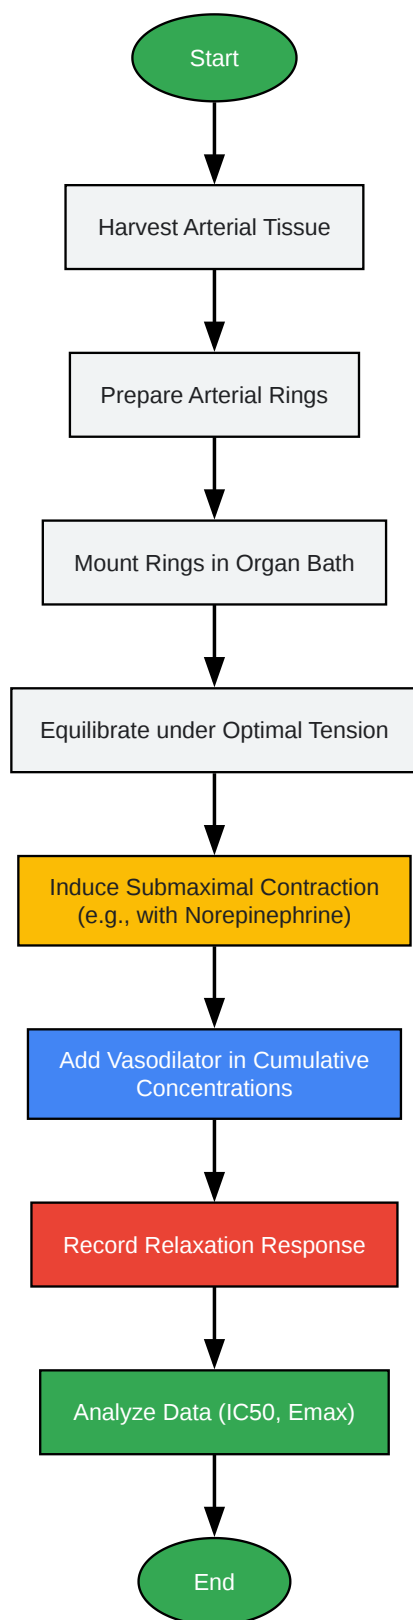 Start
Harvest Arterial Tissue
Prepare Arterial Rings
Mount Rings in Organ Bath
Equilibrate under Optimal Tension
Induce Submaximal Contraction
(e.g., with Norepinephrine)
Add Vasodilator in Cumulative
Concentrations
Record Relaxation Response
Analyze Data (IC50, Emax)
End